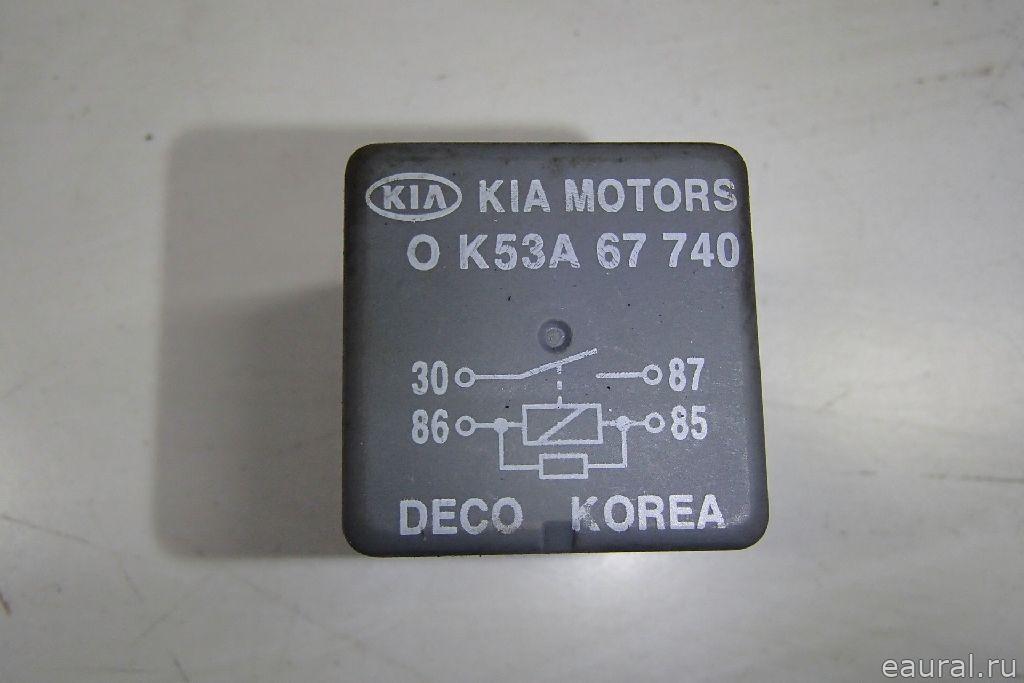 KIA KIA MOTORS
O K53A 67 740
30 87
86 85
DECO KOREA
eaural.ru